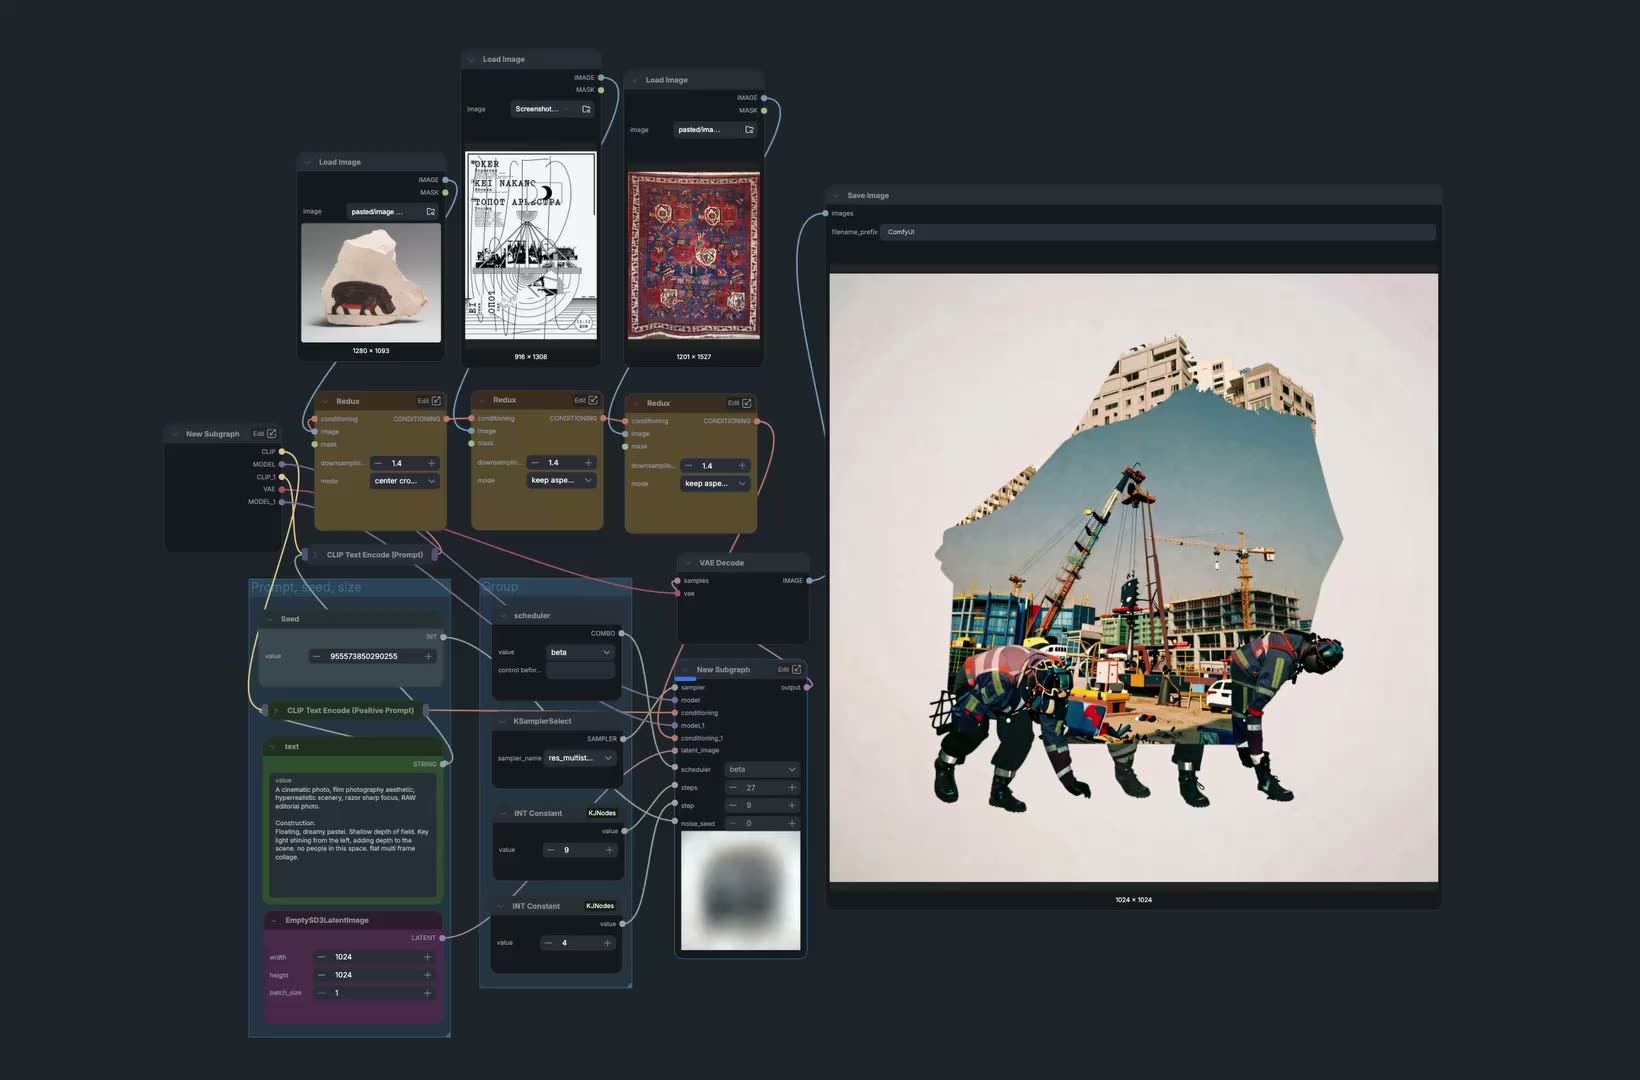 Load Image
IMAGE
MASK
image
Screenshot...
OKER
KEI NAKANO
916 × 1308
Load Image
IMAGE
MASK
image
pasted/ima...
1201 × 1527
Load Image
IMAGE
MASK
image
pasted/image ...
1280 × 1093
Save Image
images
filename_prefix
ComfyUI
1024 × 1024
New Subgraph
Edit
CLIP
MODEL
CLIP_1
VAE
MODEL_1
Redux
Edit
conditioning
CONDITIONING
image
mask
downsamplin...
1.4
mode
center cro...
Redux
Edit
conditioning
CONDITIONING
image
mask
downsamplin...
1.4
mode
keep aspe...
Redux
Edit
conditioning
CONDITIONING
image
mask
downsamplin...
1.4
mode
keep aspe...
CLIP Text Encode (Prompt)
Prompt, seed, size
Seed
INT
value
955573850290255
CLIP Text Encode (Positive Prompt)
text
STRING
value
A cinematic photo, film photography aesthetic,
hyperrealistic scenery, razor sharp focus, RAW
editorial photo.
Construction.
Floating, dreamy pastel. Shallow depth of field. Key
light shining from the left, adding depth to the
scene. no people in this space. flat multi frame
collage.
EmptySD3LatentImage
LATENT
width
1024
height
1024
batch_size
1
Group
scheduler
COMBO
value
beta
control befor...
KSamplerSelect
SAMPLER
sampler_name
res_multist...
INT Constant
KJNodes
value
value
9
INT Constant
KJNodes
value
value
4
VAE Decode
samples
IMAGE
vae
New Subgraph
Edit
sampler
output
model
conditioning
model_1
conditioning_1
latent_image
scheduler
beta
steps
27
step
9
noise_seed
0